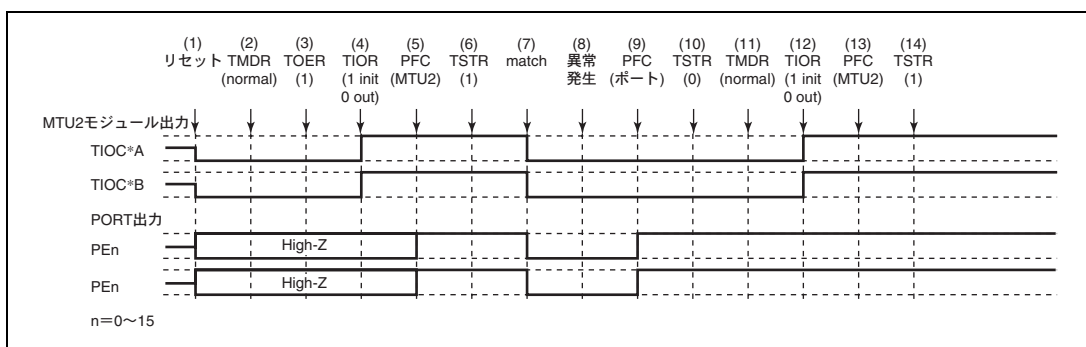 (1) (2) (3) (4) (5) (6) (7) (8) (9) (10) (11) (12) (13) (14)
リセット TMDR TOER TIOR PFC TSTR match 異常 PFC TSTR TMDR TIOR PFC TSTR
(normal) (1) (1 init (MTU2) (1) 発生 (ポート) (0) (normal) (1 init (MTU2) (1)
0 out) 0 out)
MTU2モジュール出力
TIOC*A
TIOC*B
PORT出力
PEn High-Z
PEn High-Z
n=0〜15